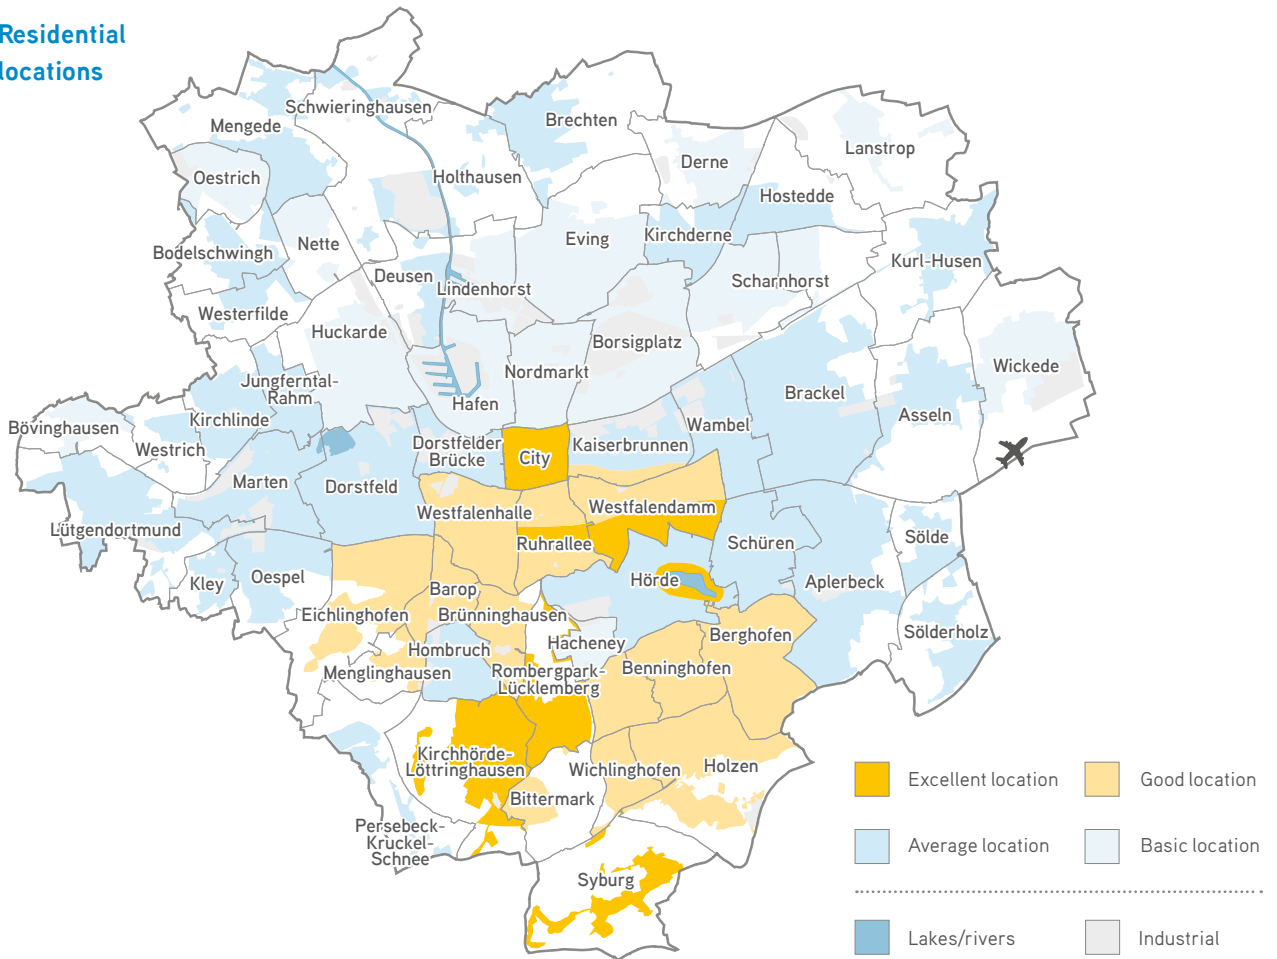 Residential
locations
Schwieringhausen
Mengede
Brechten
Lanstrop
Derne
Oestrich
Holthausen
Hostedde
Nette
Eving
Kirchderne
Bodelschwingh
Kurl-Husen
Deusen
Lindenhorst
Scharnhorst
Westerfilde
Huckarde
Borsigplatz
Nordmarkt
Wickede
Jungferntal-
Rahm
Brackel
Hafen
Kirchlinde
Asseln
Bövinghausen
Wambel
Westrich
Dorstfelder
Brücke
City
Kaiserbrunnen
Marten
Dorstfeld
Westfalenhalle
Westfalendamm
Lütgendortmund
Ruhrallee
Schüren
Sölde
Kley
Oespel
Hörde
Aplerbeck
Barop
Eichlinghofen
Brünninghausen
Berghofen
Sölderholz
Hombruch
Hacheney
Menglinghausen
Rombergpark-
Lücklemberg
Benninghofen
Kirchhörde-
Löttringhausen
Wichlinghofen
Holzen
Bittermark
Persebeck-
Kruckel-
Schnee
Syburg
Excellent location
Good location
Average location
Basic location
Lakes/rivers
Industrial